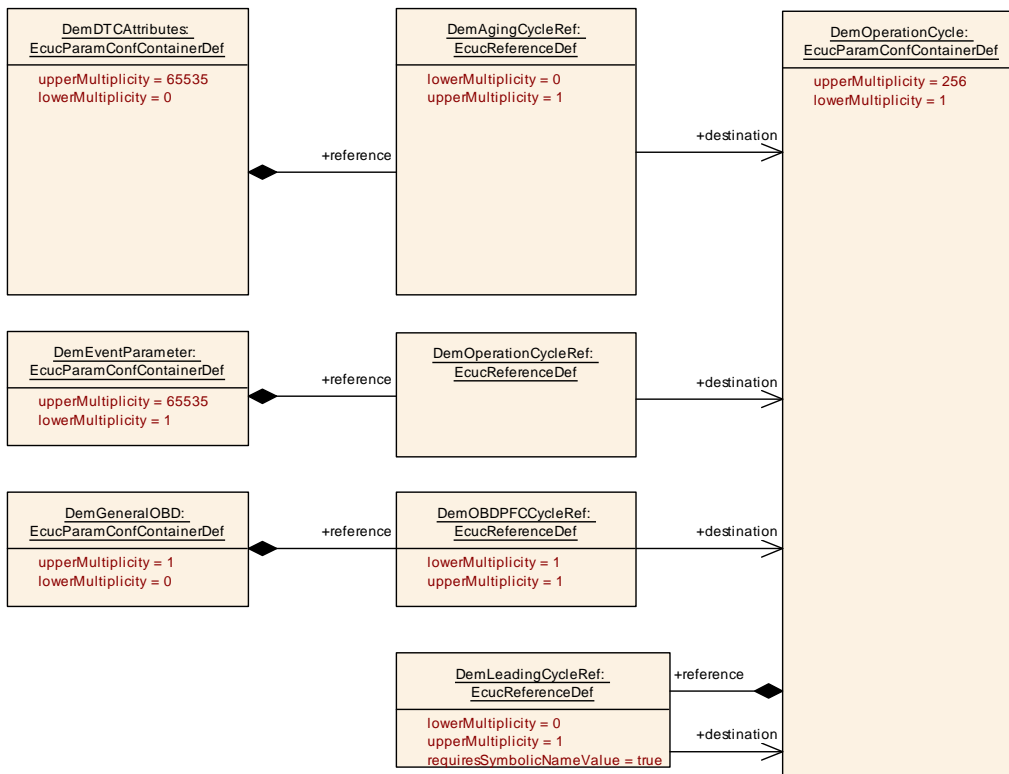 DemDTCAttributes:
EcucParamConfContainerDef
upperMultiplicity = 65535
lowerMultiplicity = 0
+reference
DemAgingCycleRef:
EcucReferenceDef
lowerMultiplicity = 0
upperMultiplicity = 1
+destination
DemOperationCycle:
EcucParamConfContainerDef
upperMultiplicity = 256
lowerMultiplicity = 1
DemEventParameter:
EcucParamConfContainerDef
upperMultiplicity = 65535
lowerMultiplicity = 1
+reference
DemOperationCycleRef:
EcucReferenceDef
+destination
DemGeneralOBD:
EcucParamConfContainerDef
upperMultiplicity = 1
lowerMultiplicity = 0
+reference
DemOBDPFCCycleRef:
EcucReferenceDef
lowerMultiplicity = 1
upperMultiplicity = 1
+destination
DemLeadingCycleRef:
EcucReferenceDef
lowerMultiplicity = 0
upperMultiplicity = 1
requiresSymbolicNameValue = true
+reference
+destination